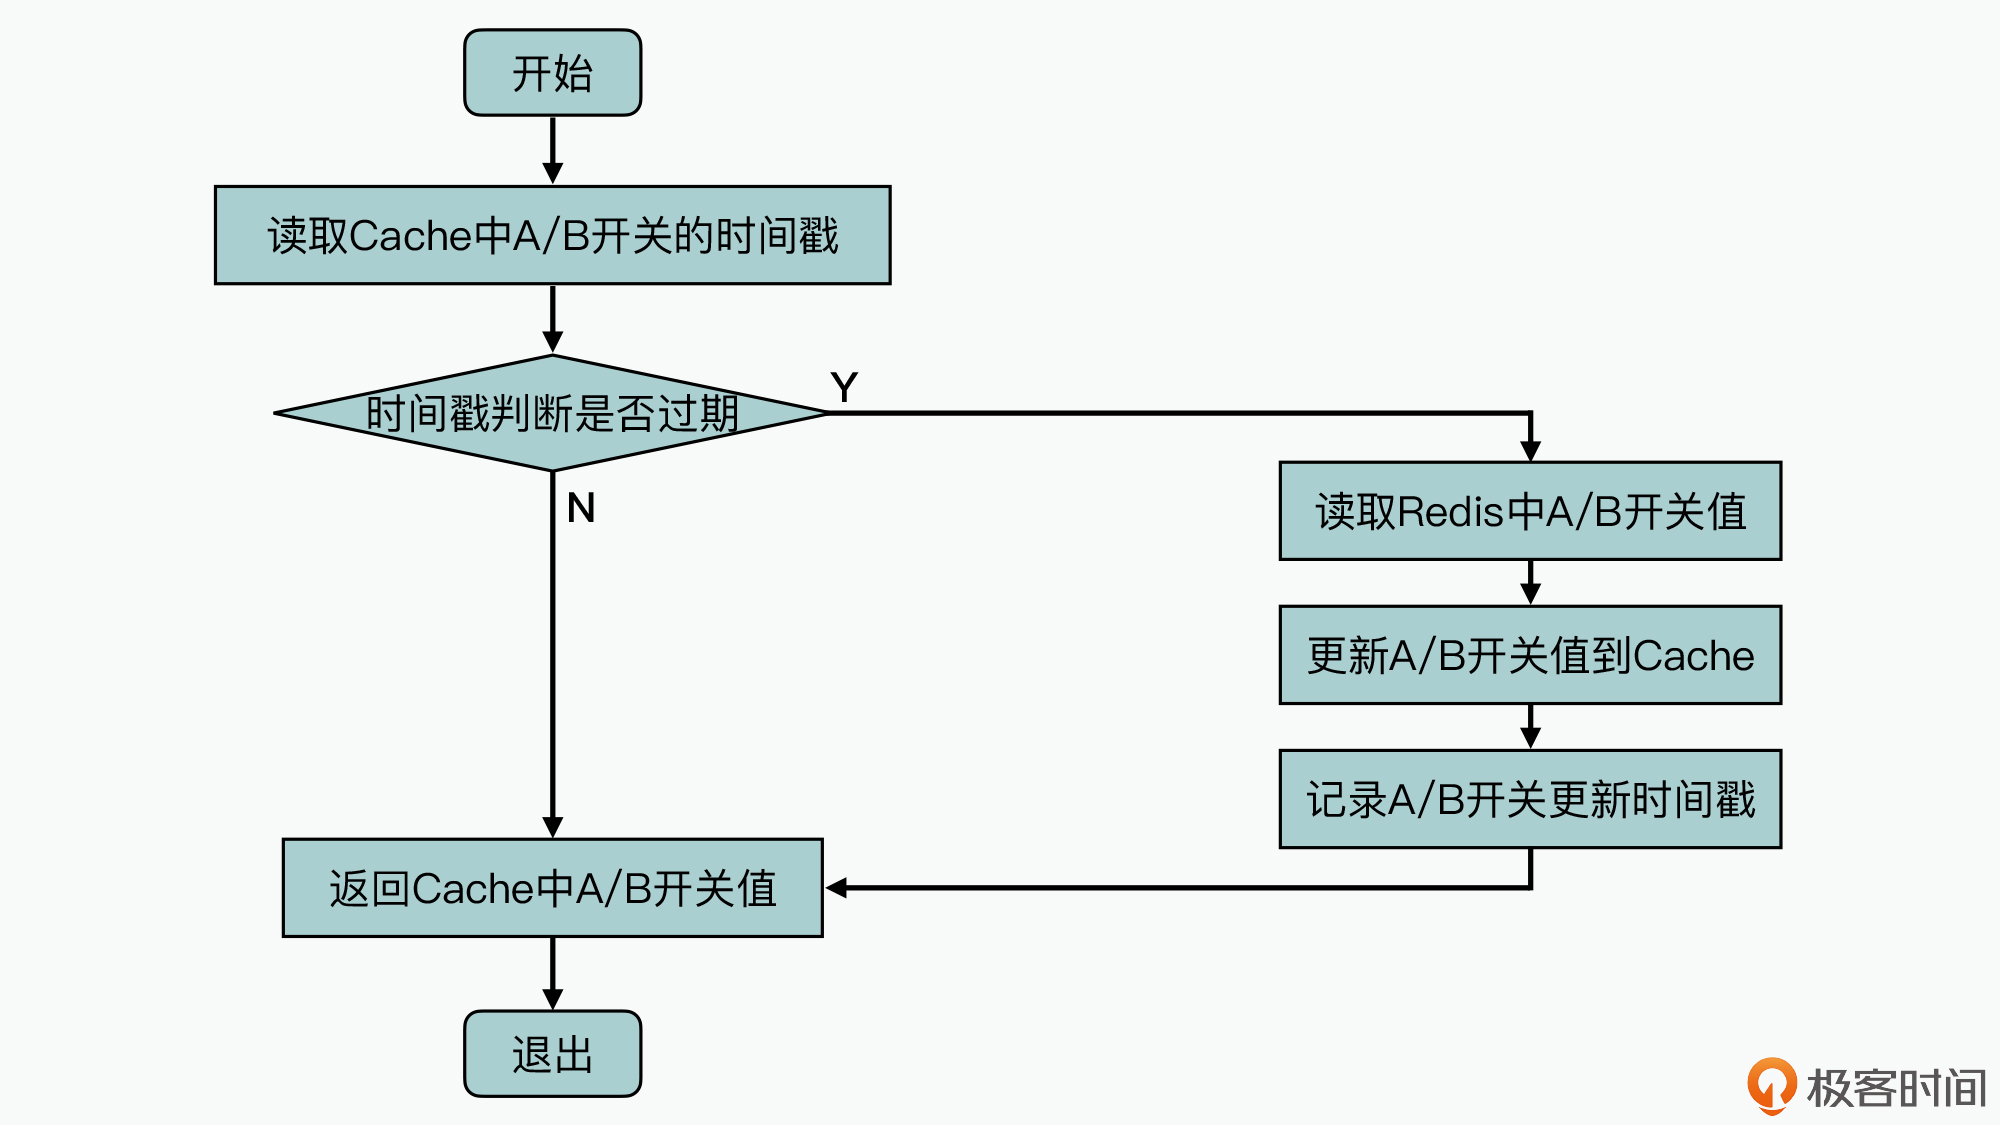 开始
读取Cache中A/B开关的时间戳
时间戳判断是否过期
Y
N
读取Redis中A/B开关值
更新A/B开关值到Cache
记录A/B开关更新时间戳
返回Cache中A/B开关值
退出
极客时间